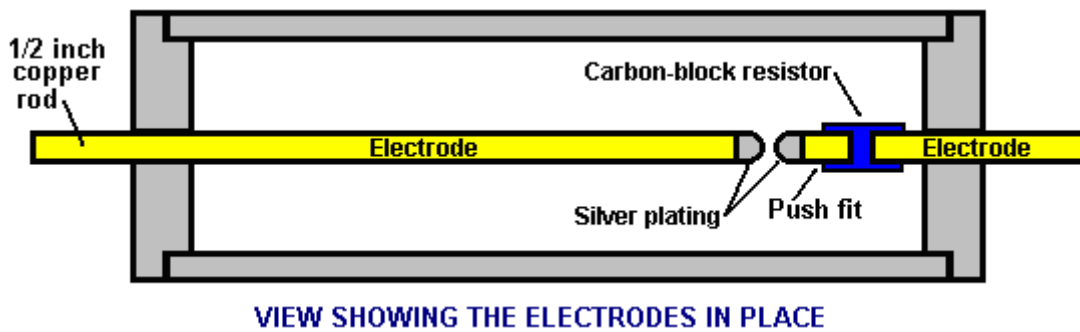 1/2 inch
copper
rod
Carbon-block resistor
Electrode
Electrode
Silver plating
Push fit
VIEW SHOWING THE ELECTRODES IN PLACE